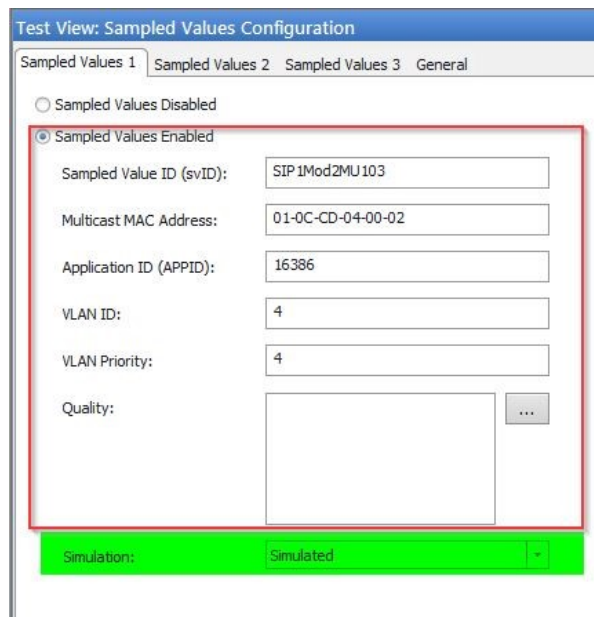 Test View: Sampled Values Configuration
Sampled Values 1 Sampled Values 2 Sampled Values 3 General
Sampled Values Disabled
Sampled Values Enabled
Sampled Value ID (svID): SIP1Mod2MU103
Multicast MAC Address: 01-0C-CD-04-00-02
Application ID (APPID): 16386
VLAN ID: 4
VLAN Priority: 4
Quality: ...
Simulation: Simulated